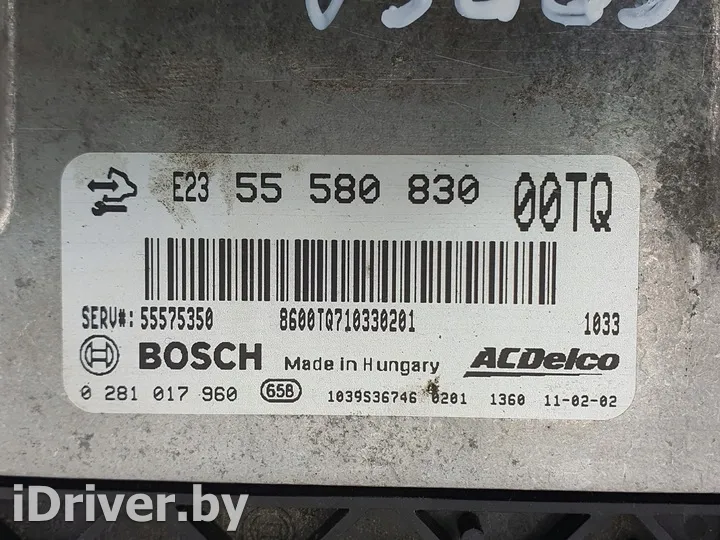 E23 55 580 830 00TQ
SERV#: 55575350 8600TQ710330201 1033
BOSCH Made in Hungary ACDelco
0 281 017 960 65B 1039S36746 0201 1360 11-02-02
iDriver.by